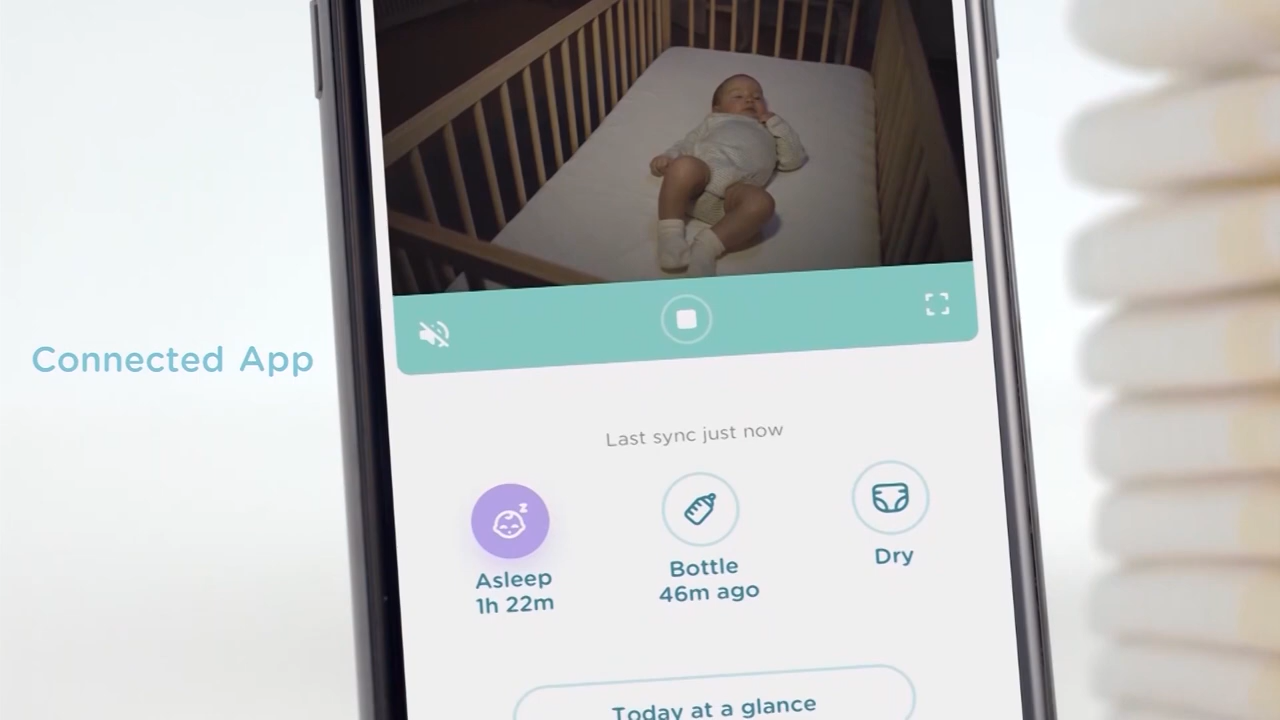 Connected App
Last sync just now
Asleep
1h 22m
Bottle
46m ago
Dry
Today at a glance